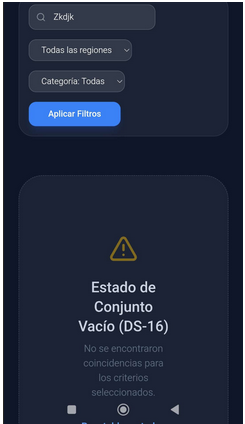 Zkdjk
Todas las regiones
Categoría: Todas
Aplicar Filtros
Estado de
Conjunto
Vacío (DS-16)
No se encontraron
coincidencias para
los criterios
seleccionados.